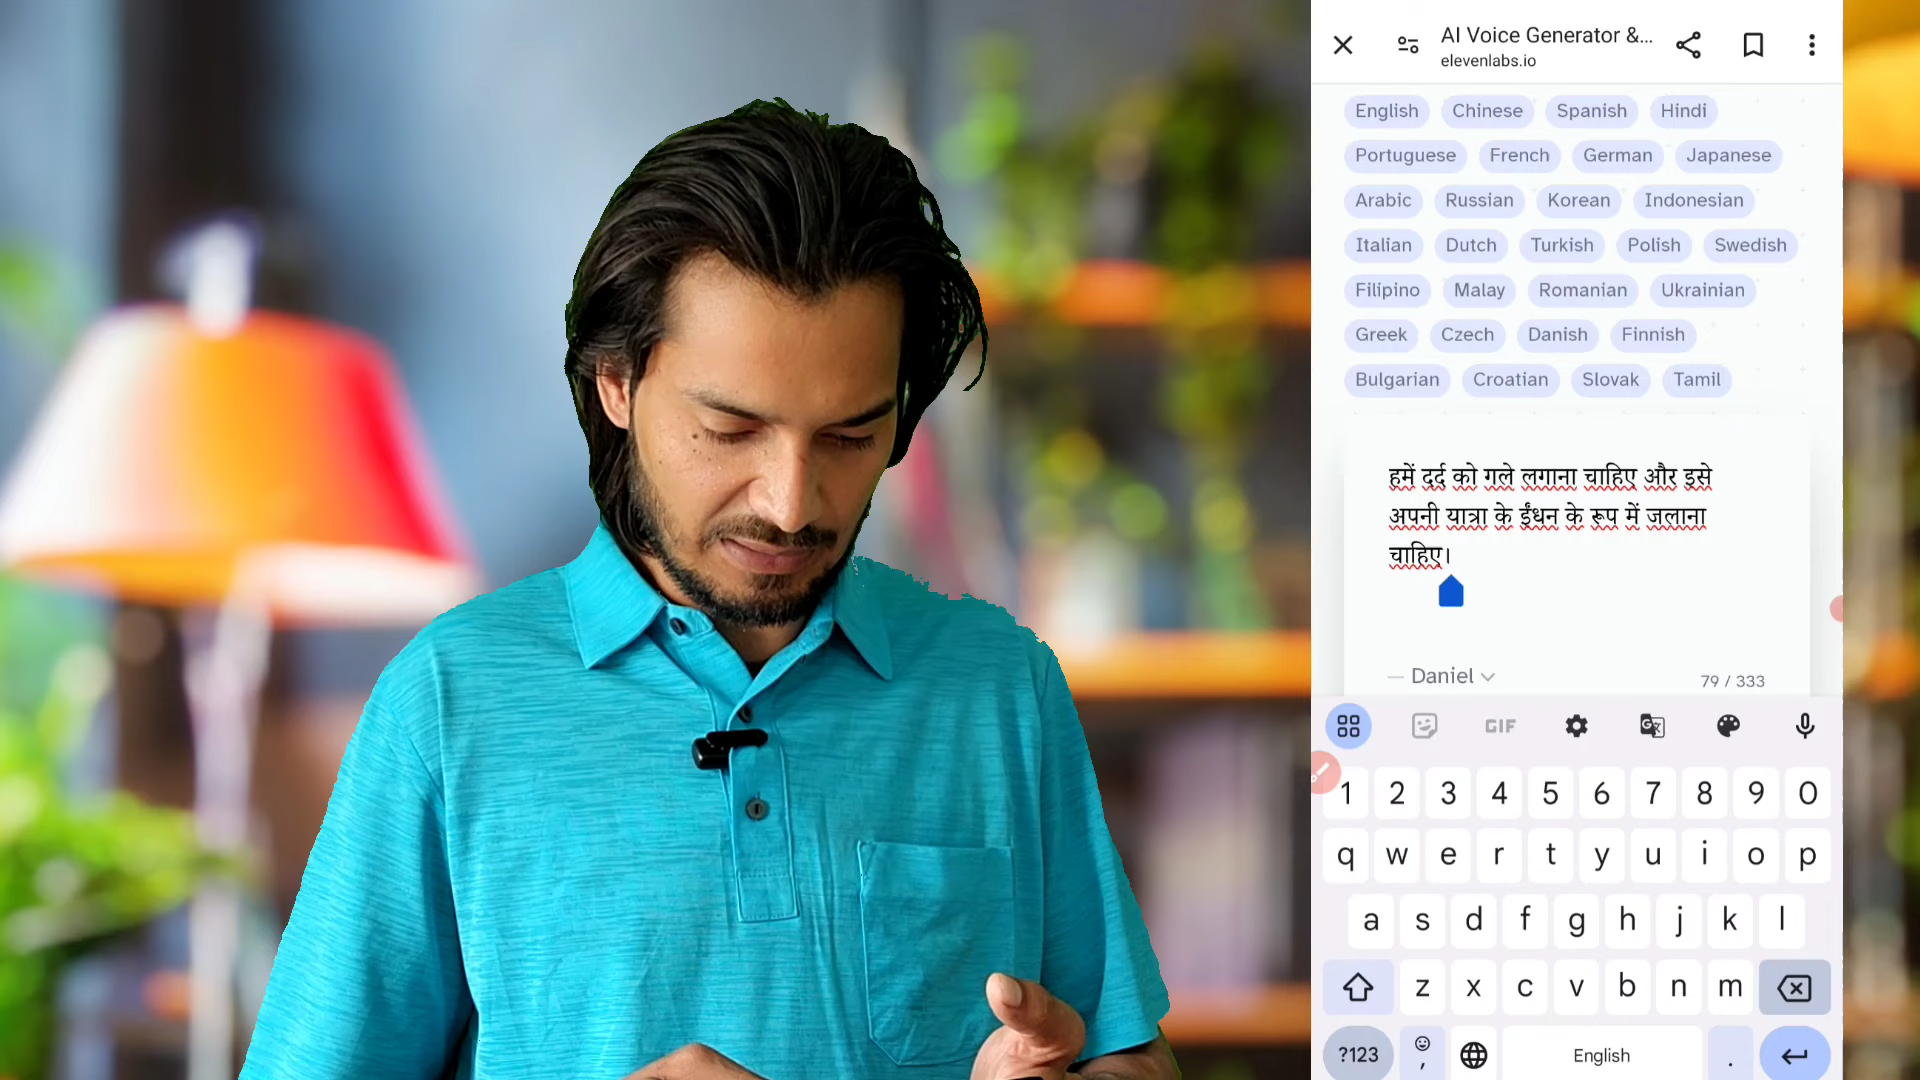 AI Voice Generator &...
elevenlabs.io
English Chinese Spanish Hindi
Portuguese French German Japanese
Arabic Russian Korean Indonesian
Italian Dutch Turkish Polish Swedish
Filipino Malay Romanian Ukrainian
Greek Czech Danish Finnish
Bulgarian Croatian Slovak Tamil
हमें दर्द को गले लगाना चाहिए और इसे
अपनी यात्रा के ईंधन के रूप में जलाना
चाहिए।
— Daniel
79 / 333
GIF
1 2 3 4 5 6 7 8 9 0
q w e r t y u i o p
a s d f g h j k l
z x c v b n m
?123 , English .